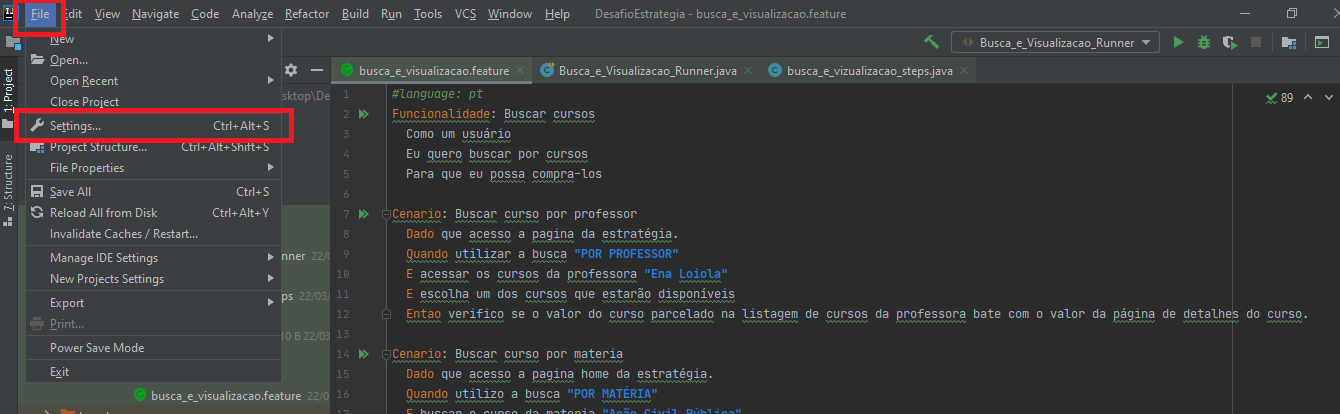 File Edit View Navigate Code Analyze Refactor Build Run Tools VCS Window Help DesafioEstrategia - busca_e_visualizacao.feature
Busca_e_Visualizacao_Runner
New
Open...
Open Recent
Close Project
Settings... Ctrl+Alt+S
Project Structure... Ctrl+Alt+Shift+S
File Properties
Save All Ctrl+S
Reload All from Disk Ctrl+Alt+Y
Invalidate Caches / Restart...
Manage IDE Settings
New Projects Settings
Export
Print...
Power Save Mode
Exit
1: Project
7: Structure
sktop\De
nner 22/0
ps 22/03/
10 B 22/03
busca_e_visualizacao.feature
busca_e_visualizacao.feature Busca_e_Visualizacao_Runner.java busca_e_vizualizacao_steps.java
89
1 #language: pt
2 Funcionalidade: Buscar cursos
3 Como um usuário
4 Eu quero buscar por cursos
5 Para que eu possa compra-los
6
7 Cenario: Buscar curso por professor
8 Dado que acesso a pagina da estratégia.
9 Quando utilizar a busca "POR PROFESSOR"
10 E acessar os cursos da professora "Ena Loiola"
11 E escolha um dos cursos que estarão disponíveis
12 Entao verifico se o valor do curso parcelado na listagem de cursos da professora bate com o valor da página de detalhes do curso.
13
14 Cenario: Buscar curso por materia
15 Dado que acesso a pagina home da estratégia.
16 Quando utilizo a busca "POR MATÉRIA"
17 E buscar o curso da materia "Ação Civil Pública"